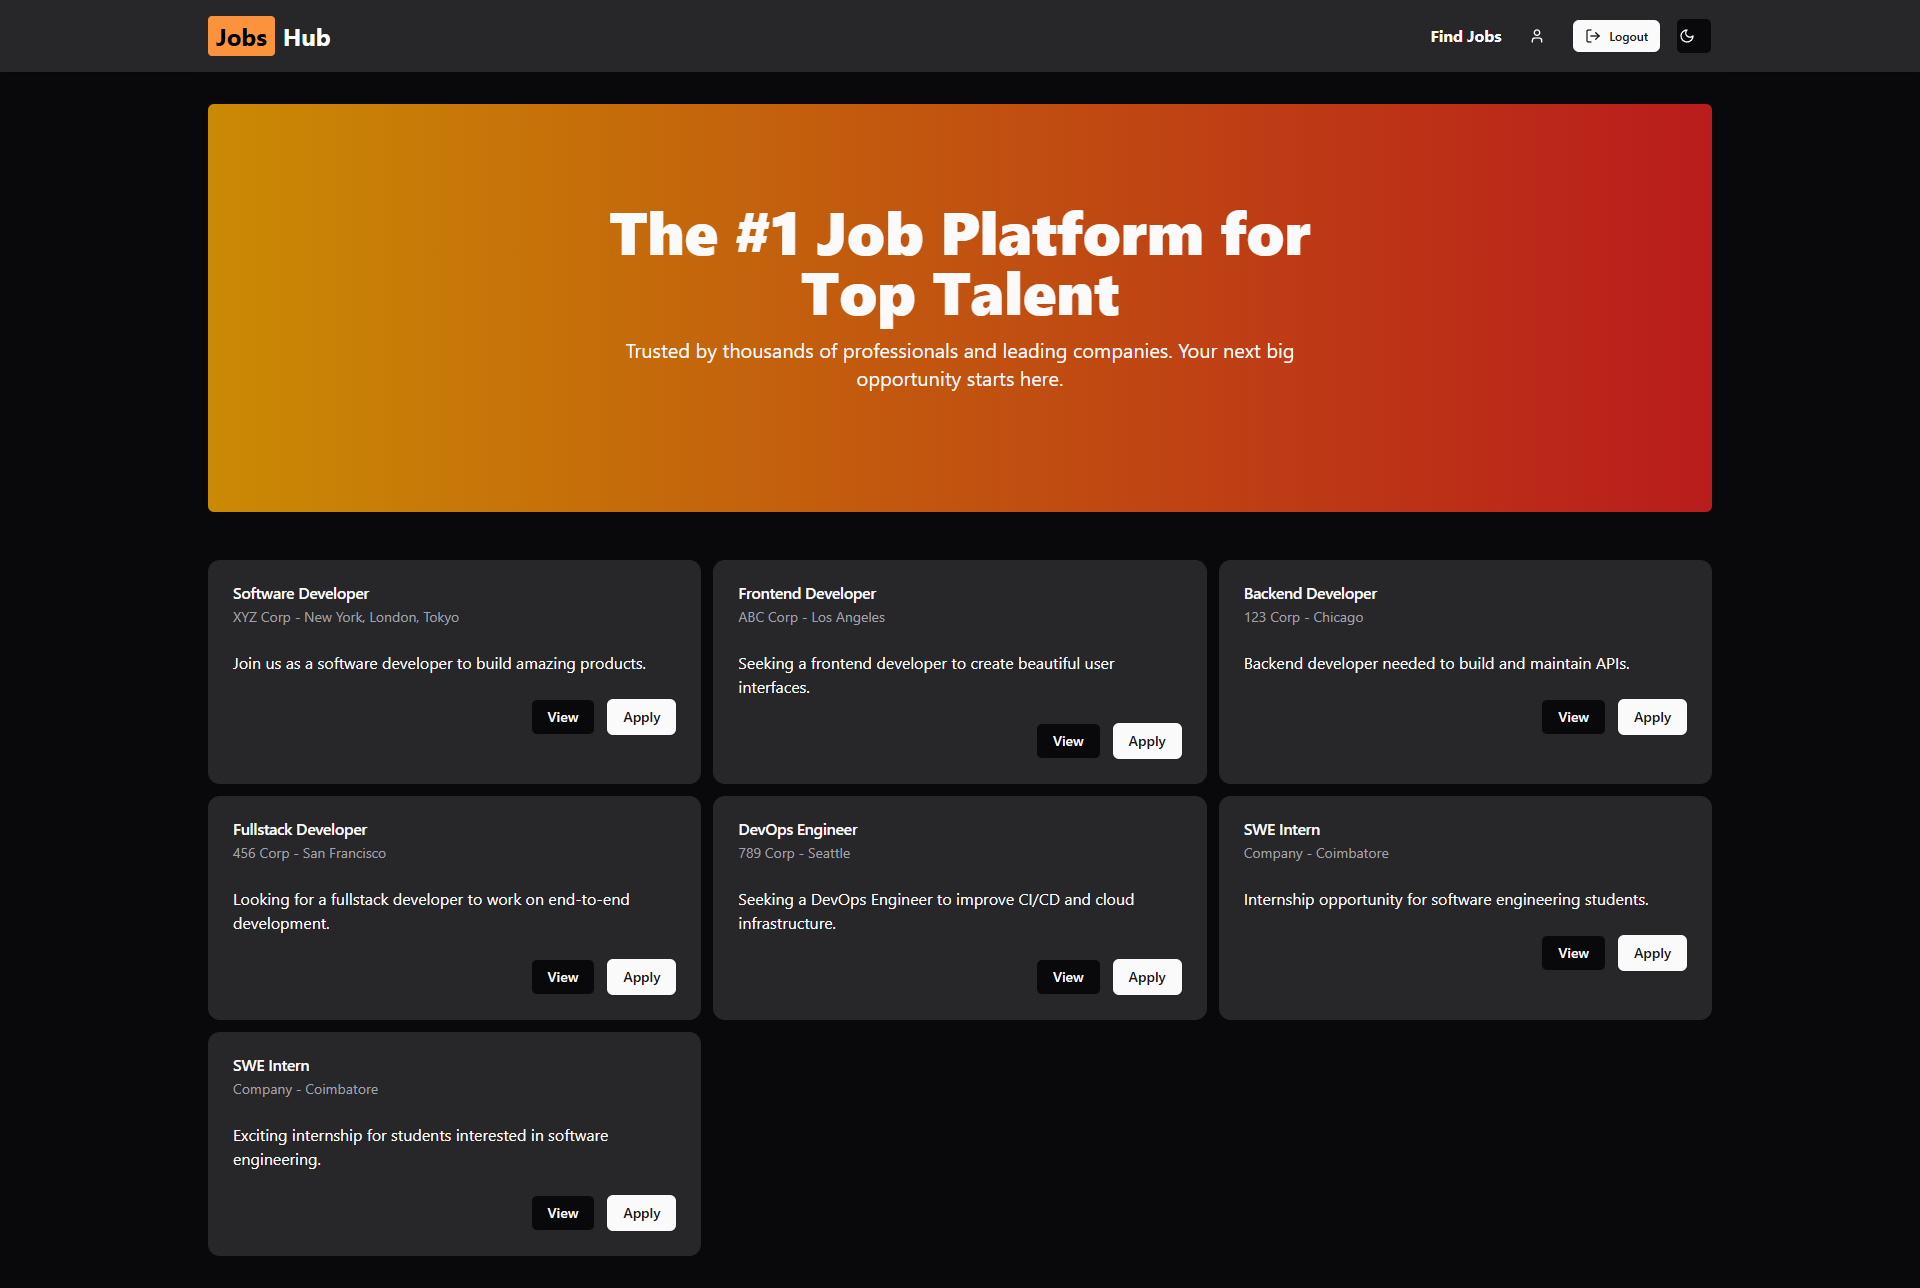 Jobs Hub
Find Jobs
Logout
The #1 Job Platform for
Top Talent
Trusted by thousands of professionals and leading companies. Your next big
opportunity starts here.
Software Developer
XYZ Corp - New York, London, Tokyo
Join us as a software developer to build amazing products.
View Apply
Frontend Developer
ABC Corp - Los Angeles
Seeking a frontend developer to create beautiful user
interfaces.
View Apply
Backend Developer
123 Corp - Chicago
Backend developer needed to build and maintain APIs.
View Apply
Fullstack Developer
456 Corp - San Francisco
Looking for a fullstack developer to work on end-to-end
development.
View Apply
DevOps Engineer
789 Corp - Seattle
Seeking a DevOps Engineer to improve CI/CD and cloud
infrastructure.
View Apply
SWE Intern
Company - Coimbatore
Internship opportunity for software engineering students.
View Apply
SWE Intern
Company - Coimbatore
Exciting internship for students interested in software
engineering.
View Apply